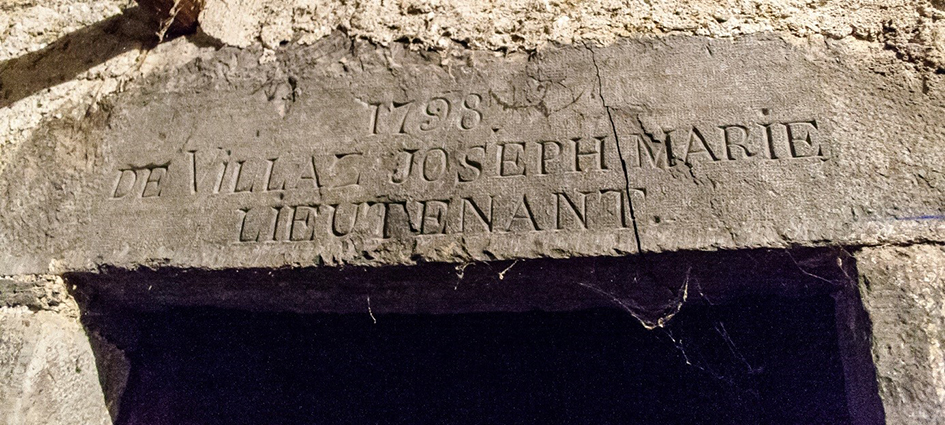 1798
DE VILLAZ JOSEPH MARIE
LIEUTENANT